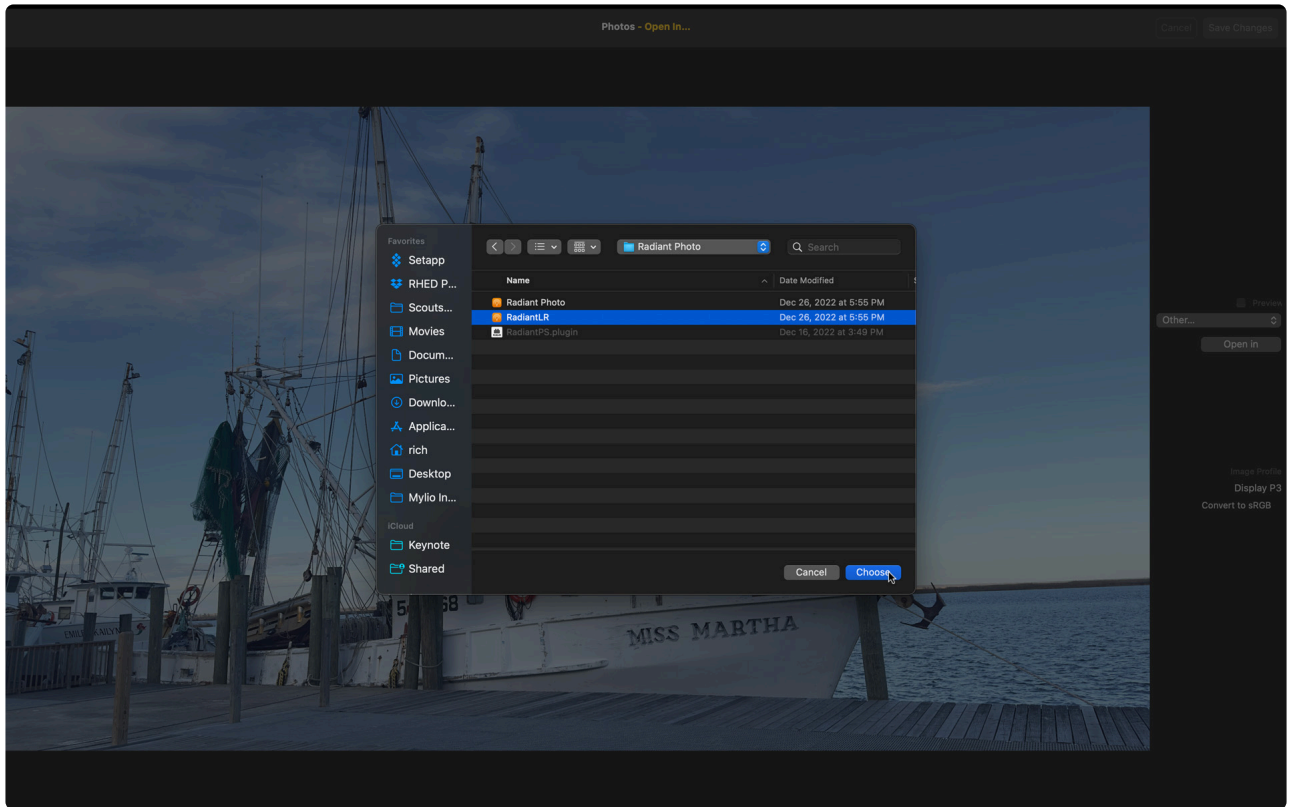 Photos - Open In...
Cancel
Save Changes
Favorites
Setapp
RHED P...
Scouts...
Movies
Docum...
Pictures
Downlo...
Applica...
rich
Desktop
Mylio In...
iCloud
Keynote
Shared
Radiant Photo
Search
Name
Date Modified
Radiant Photo
Dec 26, 2022 at 5:55 PM
RadiantLR
Dec 26, 2022 at 5:55 PM
RadiantPS.plugin
Dec 16, 2022 at 3:49 PM
Cancel
Choose
Preview
Other...
Open in
Image Profile
Display P3
Convert to sRGB
MISS MARTHA